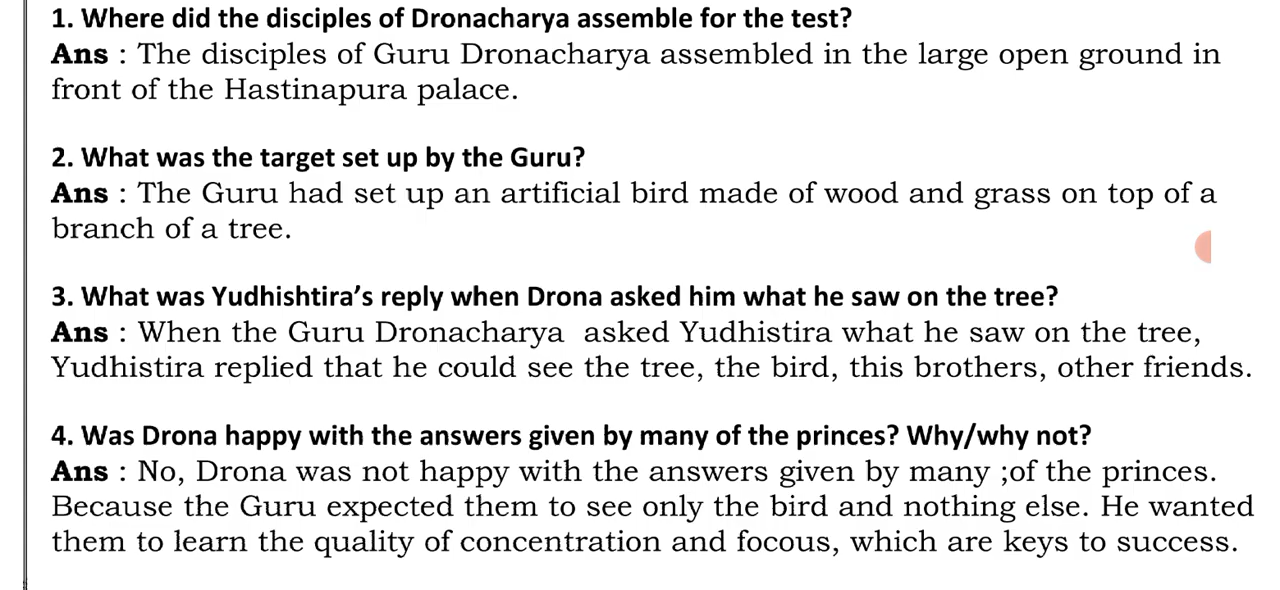 1. Where did the disciples of Dronacharya assemble for the test?
Ans : The disciples of Guru Dronacharya assembled in the large open ground in
front of the Hastinapura palace.
2. What was the target set up by the Guru?
Ans : The Guru had set up an artificial bird made of wood and grass on top of a
branch of a tree.
3. What was Yudhishtira’s reply when Drona asked him what he saw on the tree?
Ans : When the Guru Dronacharya  asked Yudhistira what he saw on the tree,
Yudhistira replied that he could see the tree, the bird, this brothers, other friends.
4. Was Drona happy with the answers given by many of the princes? Why/why not?
Ans : No, Drona was not happy with the answers given by many ;of the princes.
Because the Guru expected them to see only the bird and nothing else. He wanted
them to learn the quality of concentration and focous, which are keys to success.